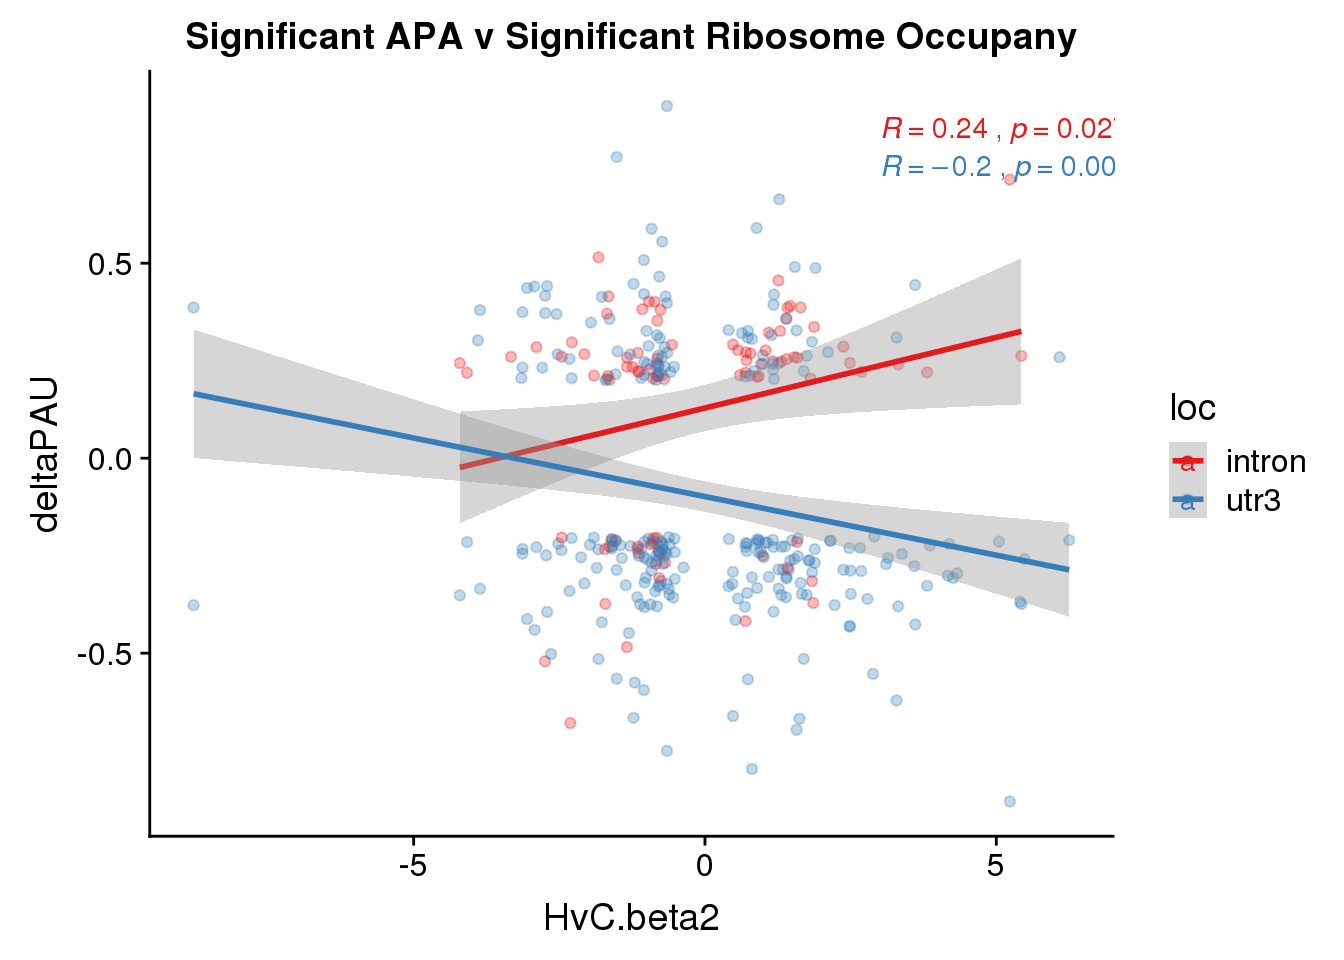 Significant APA v Significant Ribosome Occupany
R = 0.24 , p = 0.02
R = −0.2 , p = 0.00
0.5
0.0
-0.5
deltaPAU
-5 0 5
HvC.beta2
loc
a intron
a utr3